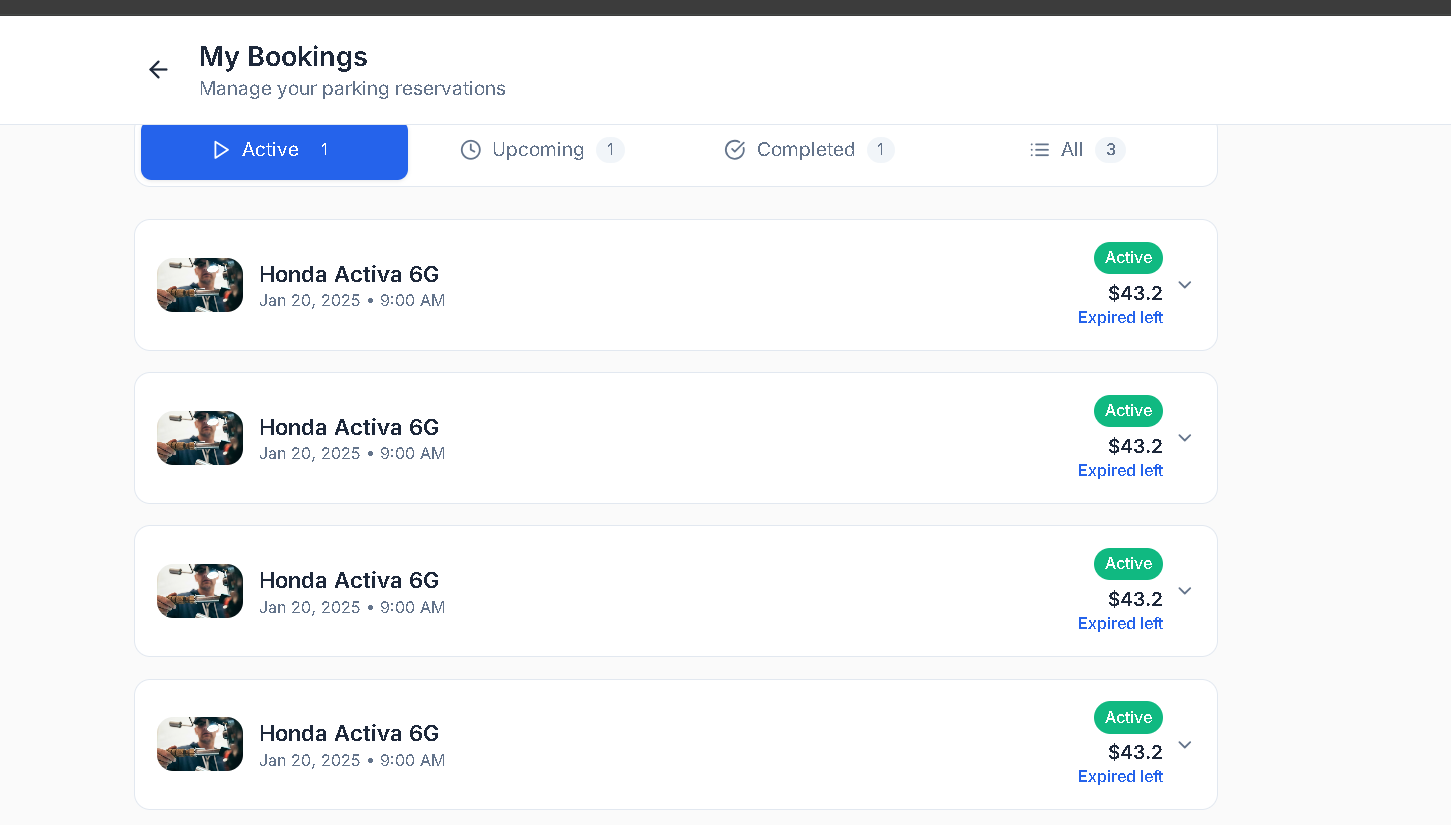 My Bookings
Manage your parking reservations
Active 1
Upcoming 1
Completed 1
All 3
Honda Activa 6G
Jan 20, 2025 • 9:00 AM
Active
$43.2
Expired left
Honda Activa 6G
Jan 20, 2025 • 9:00 AM
Active
$43.2
Expired left
Honda Activa 6G
Jan 20, 2025 • 9:00 AM
Active
$43.2
Expired left
Honda Activa 6G
Jan 20, 2025 • 9:00 AM
Active
$43.2
Expired left